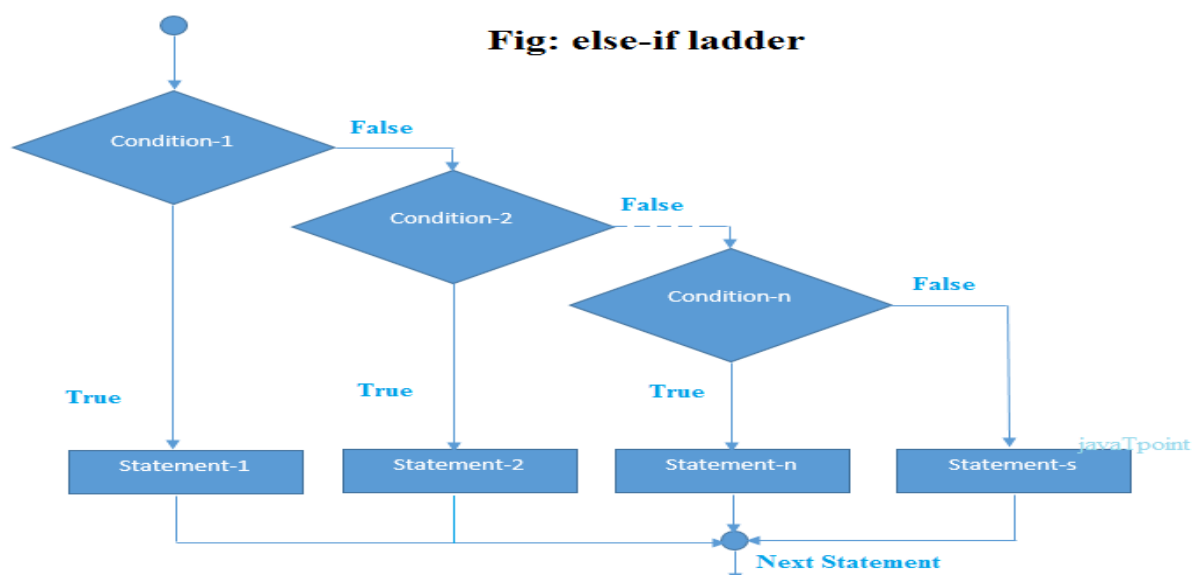 Fig: else-if ladder
Condition-1
False
Condition-2
False
Condition-n
False
True
True
True
Statement-1
Statement-2
Statement-n
Statement-s
javaTpoint
Next Statement